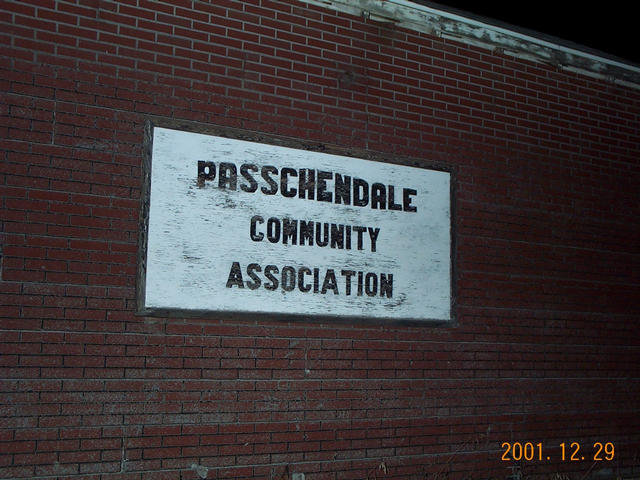 PASSCHENDALE
COMMUNITY
ASSOCIATION
2001.12.29